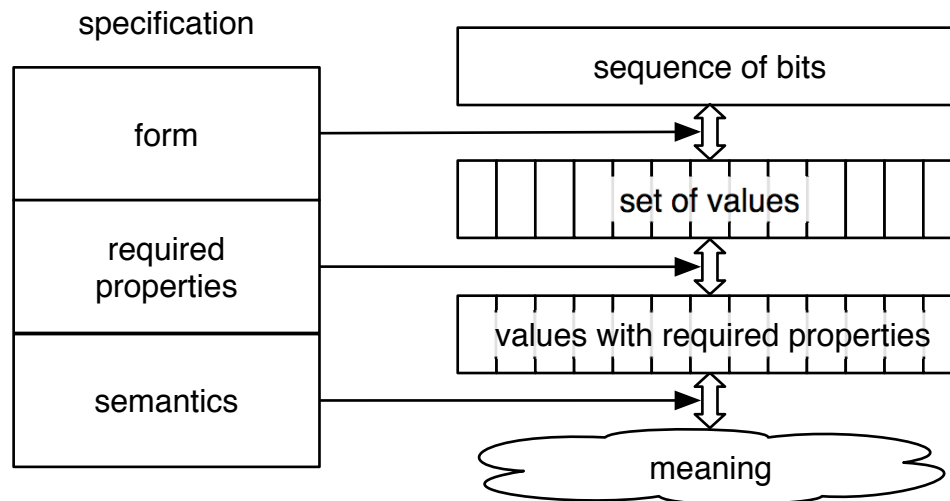 specification
form
required
properties
semantics
sequence of bits
set of values
values with required properties
meaning